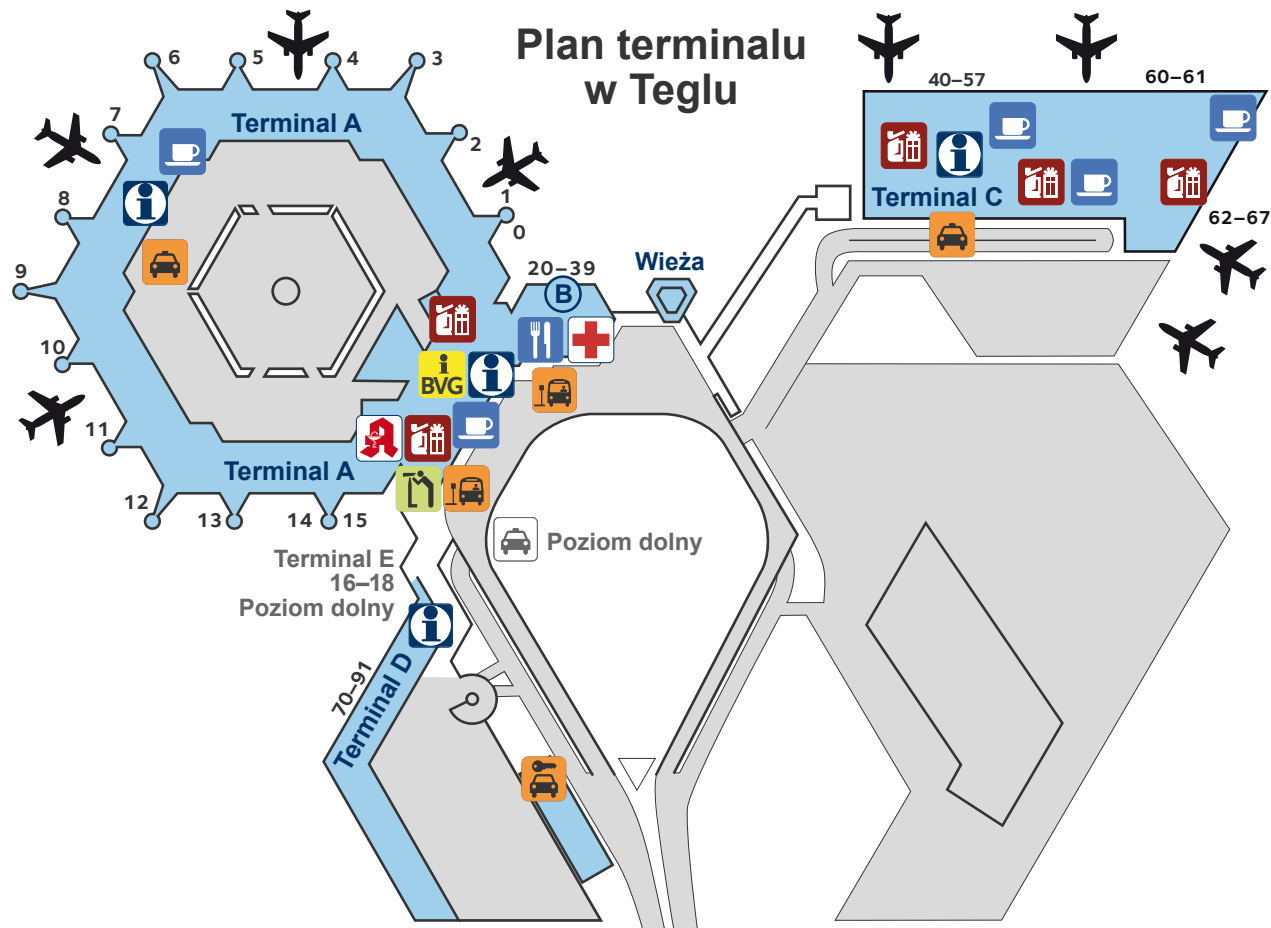 Plan terminalu
w Teglu
6
5
4
3
40–57
60–61
7
Terminal A
2
8
1
0
Terminal C
62–67
9
20–39
B
Wieża
10
i
BVG
11
A
Terminal A
12
13
14
15
Terminal E
16–18
Poziom dolny
Poziom dolny
70–91
Terminal D